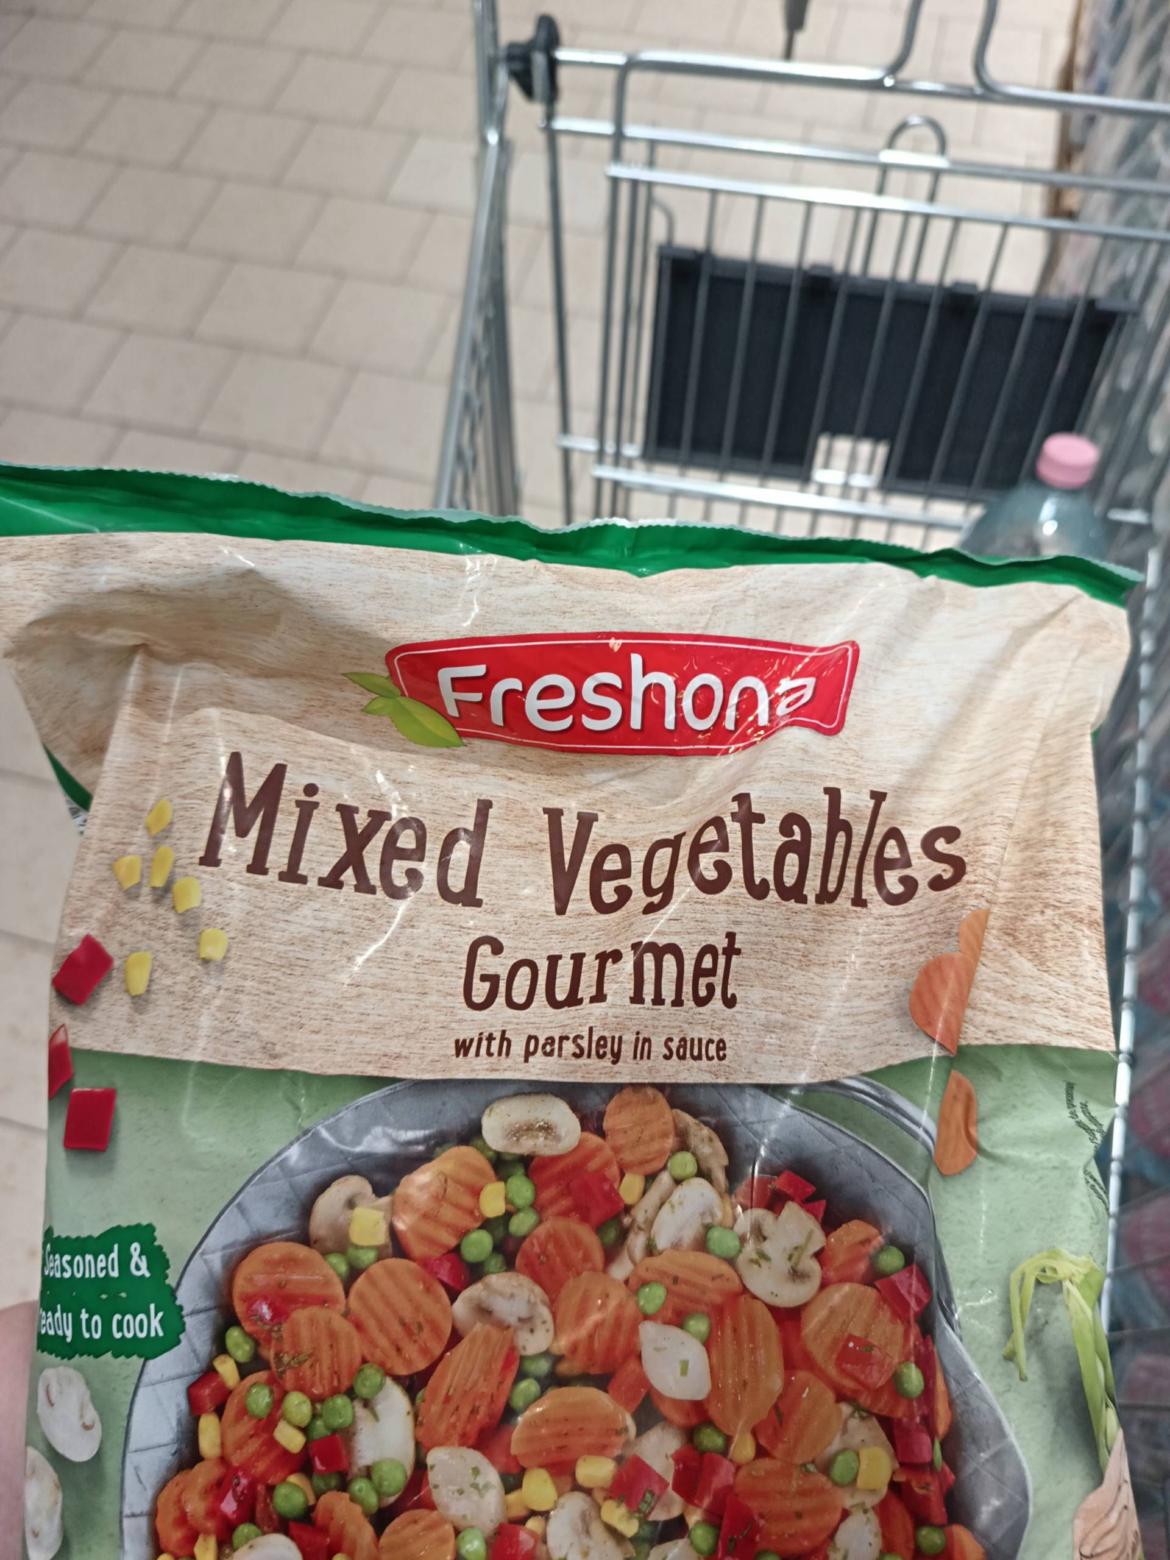 Freshona
Mixed Vegetables
Gourmet
with parsley in sauce
Seasoned &
ready to cook